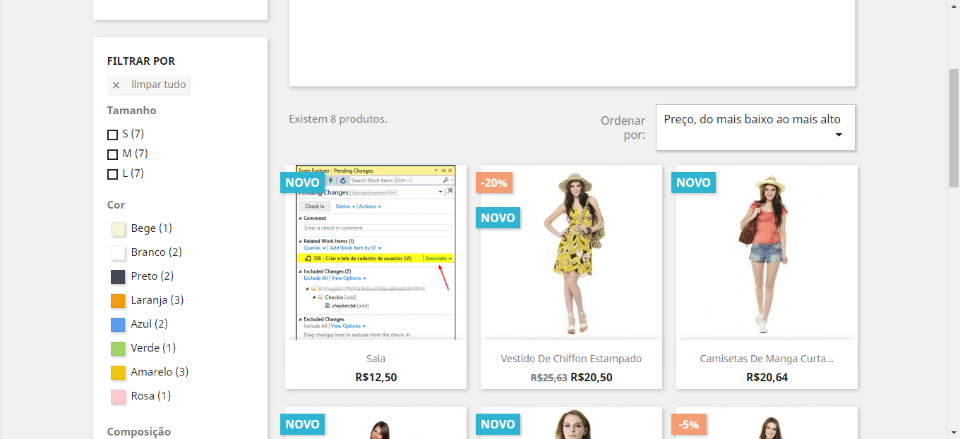 FILTRAR POR
× limpar tudo
Tamanho
S (7)
M (7)
L (7)
Cor
Bege (1)
Branco (2)
Preto (2)
Laranja (3)
Azul (2)
Verde (1)
Amarelo (3)
Rosa (1)
Composição
Existem 8 produtos.
Ordenar por:
Preço, do mais baixo ao mais alto
NOVO
Team Explorer - Pending Changes
Search Work Items (Ctrl+)
Pending Changes
Check In Shelve Actions
Comment
Enter a check-in comment
Related Work Items (1)
Queries Add Work Item by ID
100 - Criar a tela de cadastro de usuarios (UI) Associate
Included Changes (2)
Exclude All View Options
Checkin [add]
checkin.txt [add]
Excluded Changes
Include All View Options
Drag changes here to exclude from the check-in.
Saia
R$12,50
-20%
NOVO
Vestido De Chiffon Estampado
R$25,63 R$20,50
NOVO
Camisetas De Manga Curta...
R$20,64
NOVO
NOVO
-5%